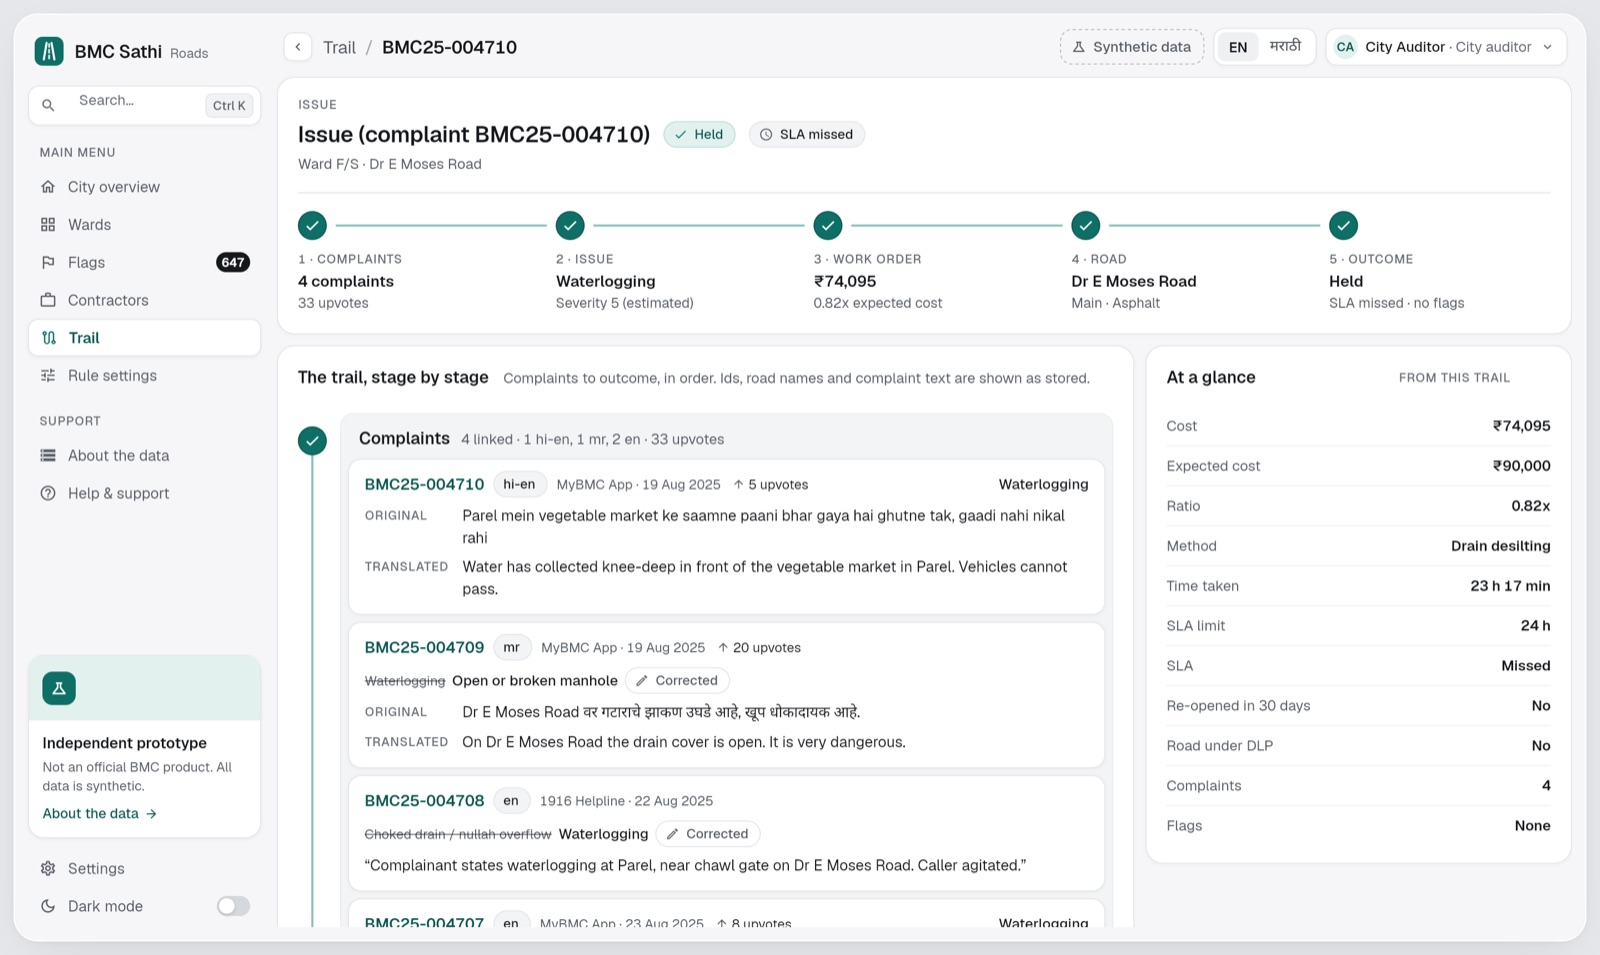 BMC Sathi Roads
Search... Ctrl K
MAIN MENU
City overview
Wards
Flags 647
Contractors
Trail
Rule settings
SUPPORT
About the data
Help & support
Independent prototype
Not an official BMC product. All
data is synthetic.
About the data →
Settings
Dark mode
Trail / BMC25-004710
Synthetic data
EN मराठी
CA City Auditor · City auditor
ISSUE
Issue (complaint BMC25-004710) Held SLA missed
Ward F/S · Dr E Moses Road
1 · COMPLAINTS
4 complaints
33 upvotes
2 · ISSUE
Waterlogging
Severity 5 (estimated)
3 · WORK ORDER
₹74,095
0.82x expected cost
4 · ROAD
Dr E Moses Road
Main · Asphalt
5 · OUTCOME
Held
SLA missed · no flags
The trail, stage by stage Complaints to outcome, in order. Ids, road names and complaint text are shown as stored.
Complaints 4 linked · 1 hi-en, 1 mr, 2 en · 33 upvotes
BMC25-004710 hi-en MyBMC App · 19 Aug 2025 ↑ 5 upvotes Waterlogging
ORIGINAL Parel mein vegetable market ke saamne paani bhar gaya hai ghutne tak, gaadi nahi nikal
rahi
TRANSLATED Water has collected knee-deep in front of the vegetable market in Parel. Vehicles cannot
pass.
BMC25-004709 mr MyBMC App · 19 Aug 2025 ↑ 20 upvotes
Waterlogging Open or broken manhole Corrected
ORIGINAL Dr E Moses Road वर गटाराचे झाकण उघडे आहे, खूप धोकादायक आहे.
TRANSLATED On Dr E Moses Road the drain cover is open. It is very dangerous.
BMC25-004708 en 1916 Helpline · 22 Aug 2025
Choked drain / nullah overflow Waterlogging Corrected
“Complainant states waterlogging at Parel, near chawl gate on Dr E Moses Road. Caller agitated.”
BMC25-004707 en MyBMC App · 23 Aug 2025 ↑ 8 upvotes Waterlogging
At a glance FROM THIS TRAIL
Cost ₹74,095
Expected cost ₹90,000
Ratio 0.82x
Method Drain desilting
Time taken 23 h 17 min
SLA limit 24 h
SLA Missed
Re-opened in 30 days No
Road under DLP No
Complaints 4
Flags None